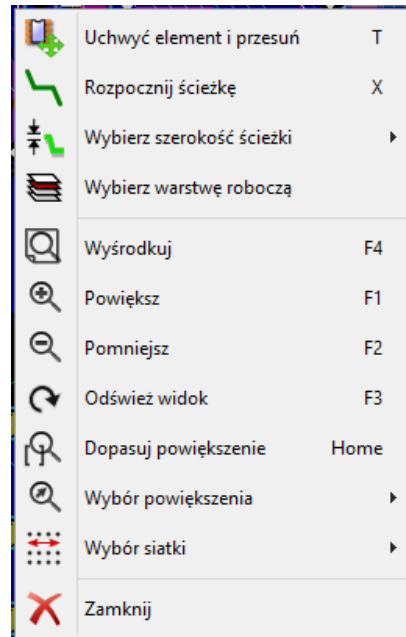 Uchwyć element i przesuń T
Rozpocznij ścieżkę X
Wybierz szerokość ścieżki
Wybierz warstwę roboczą
Wyśrodkuj F4
Powiększ F1
Pomniejsz F2
Odśwież widok F3
Dopasuj powiększenie Home
Wybór powiększenia
Wybór siatki
Zamknij